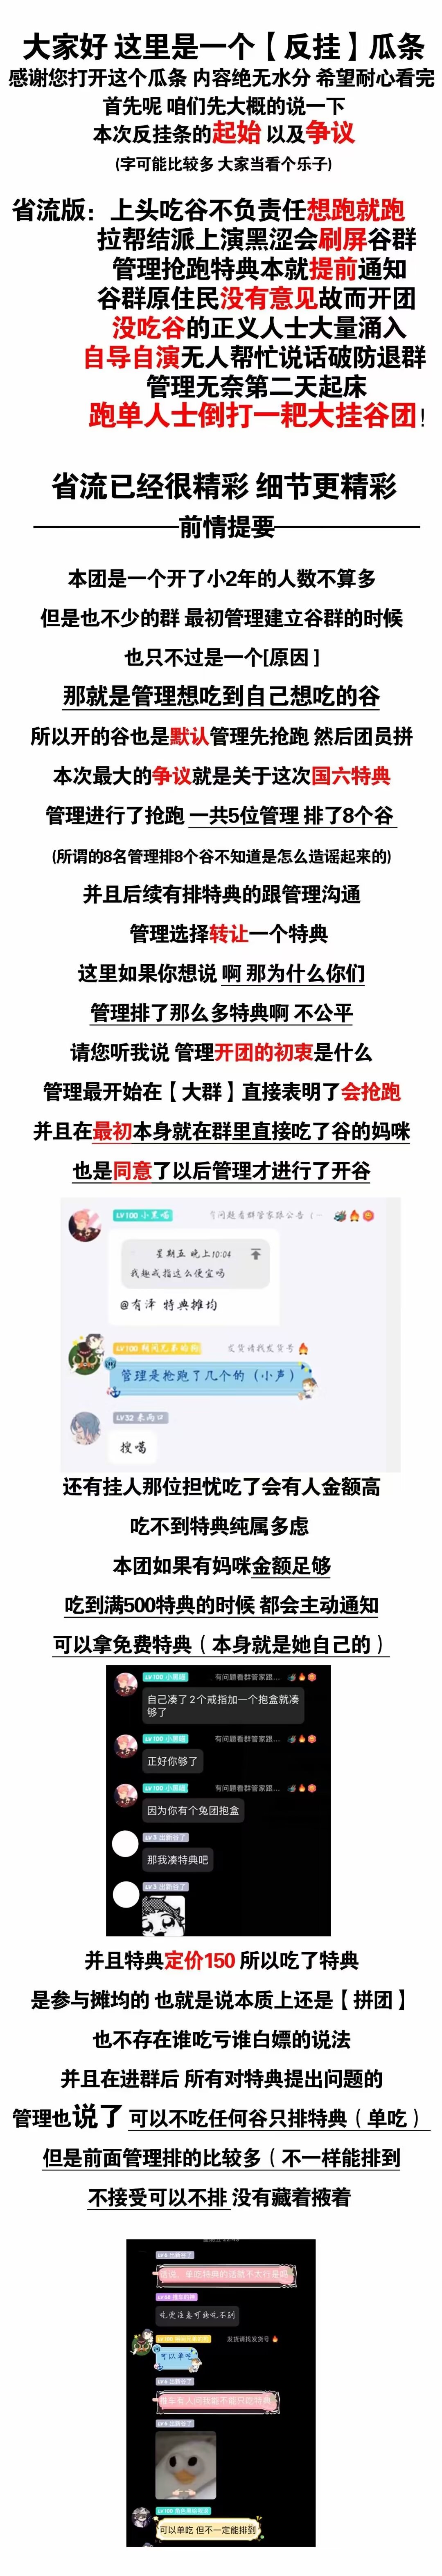 大家好 这里是一个【反挂】瓜条
感谢您打开这个瓜条 内容绝无水分 希望耐心看完
首先呢 咱们先大概的说一下
本次反挂条的起始 以及争议
(字可能比较多 大家当看个乐子)
省流版：上头吃谷不负责任想跑就跑
拉帮结派上演黑涩会刷屏谷群
管理抢跑特典本就提前通知
谷群原住民没有意见故而开团
没吃谷的正义人士大量涌入
自导自演无人帮忙说话破防退群
管理无奈第二天起床
跑单人士倒打一耙大挂谷团!
省流已经很精彩 细节更精彩
前情提要
本团是一个开了小2年的人数不算多
但是也不少的群 最初管理建立谷群的时候
也只不过是一个[原因 ]
那就是管理想吃到自己想吃的谷
所以开的谷也是默认管理先抢跑 然后团员拼
本次最大的争议就是关于这次国六特典
管理进行了抢跑 一共5位管理 排了8个谷
(所谓的8名管理排8个谷不知道是怎么造谣起来的)
并且后续有排特典的跟管理沟通
管理选择转让一个特典
这里如果你想说 啊 那为什么你们
管理排了那么多特典啊 不公平
请您听我说 管理开团的初衷是什么
管理最开始在【大群】直接表明了会抢跑
并且在最初本身就在群里直接吃了谷的妈咪
也是同意了以后管理才进行了开谷
LV100 小黑喵 有问题看群管家跟公告（一
星期五 晚上10:04
我趣戒指这么便宜吗
@有泽 特典摊均
LV100 发货请找发货号
管理是抢跑了几个的（小声）
LV32 秦两口
搜噶
还有挂人那位担忧吃了会有人金额高
吃不到特典纯属多虑
本团如果有妈咪金额足够
吃到满500特典的时候 都会主动通知
可以拿免费特典（本身就是她自己的）
LV100 小黑喵 有问题看群管家跟...
自己凑了2个戒指加一个抱盒就凑
够了
LV100 小黑喵 有问题看群管家跟...
正好你够了
LV100 小黑喵 有问题看群管家跟...
因为你有个兔团抱盒
LV3 出断谷了
那我凑特典吧
LV3 出断谷了
并且特典定价150 所以吃了特典
是参与摊均的 也就是说本质上还是【拼团】
也不存在谁吃亏谁白嫖的说法
并且在进群后 所有对特典提出问题的
管理也说了 可以不吃任何谷只排特典（单吃）
但是前面管理排的比较多（不一样能排到
不接受可以不排 没有藏着掖着
单吃特典的话就不太行是吗
发货请找发货号
可以单吃
LV100
可以单吃 但不一定能排到